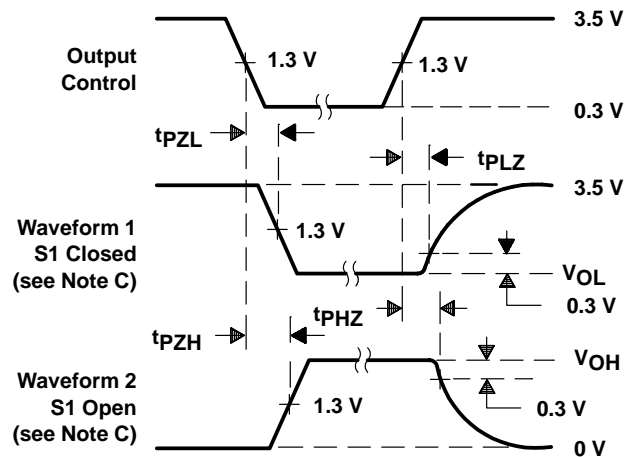 3.5 V
Output
Control
1.3 V
1.3 V
0.3 V
tPZL
tPLZ
3.5 V
Waveform 1
S1 Closed
(see Note C)
1.3 V
VOL
0.3 V
tPHZ
tPZH
VOH
Waveform 2
S1 Open
(see Note C)
1.3 V
0.3 V
0 V